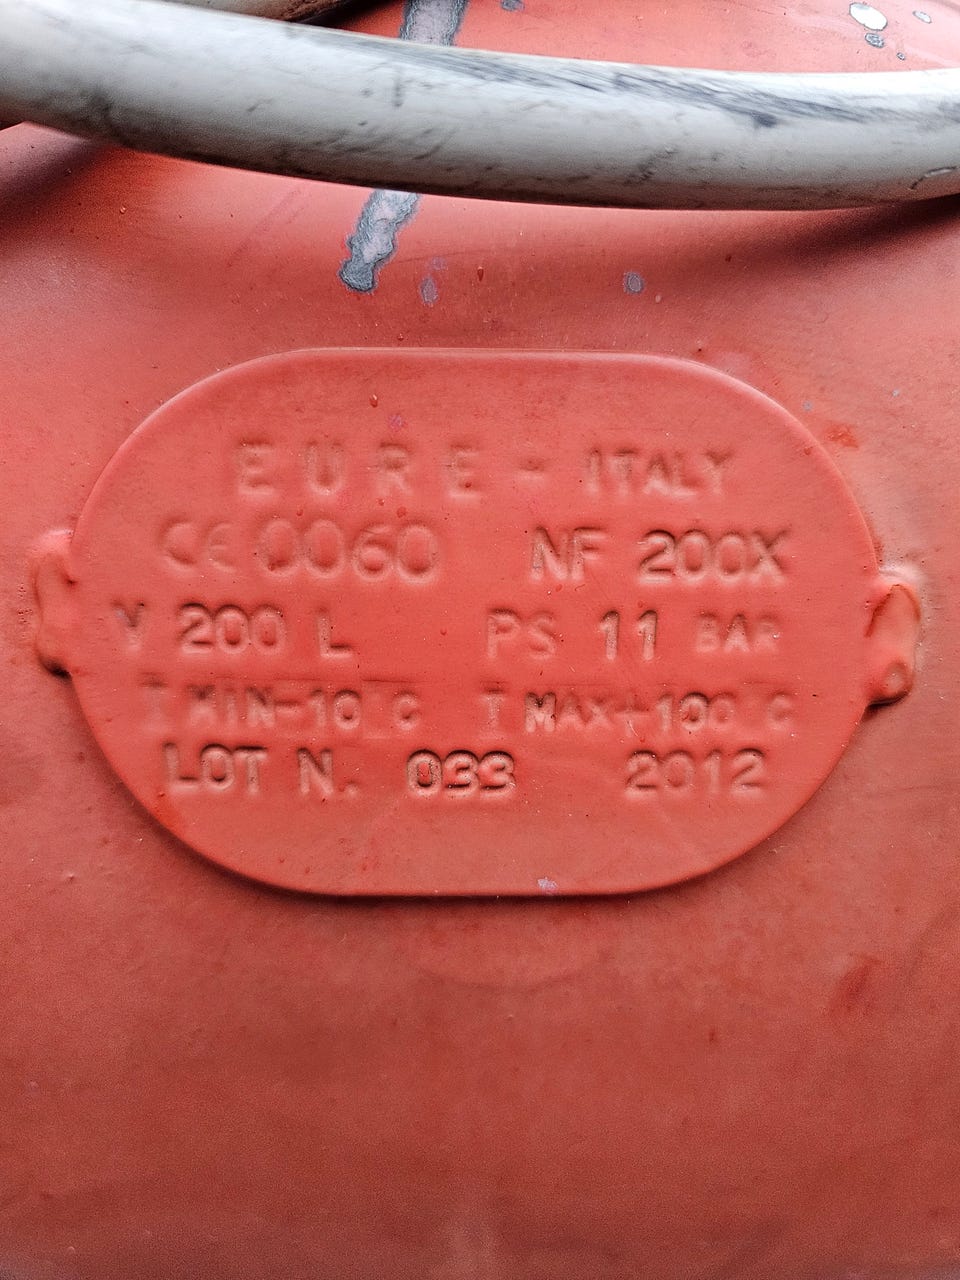 EURE - ITALY
CE 0060 NF 200X
V 200 L PS 11 BAR
T MIN-10°C T MAX+100°C
LOT N. 033 2012